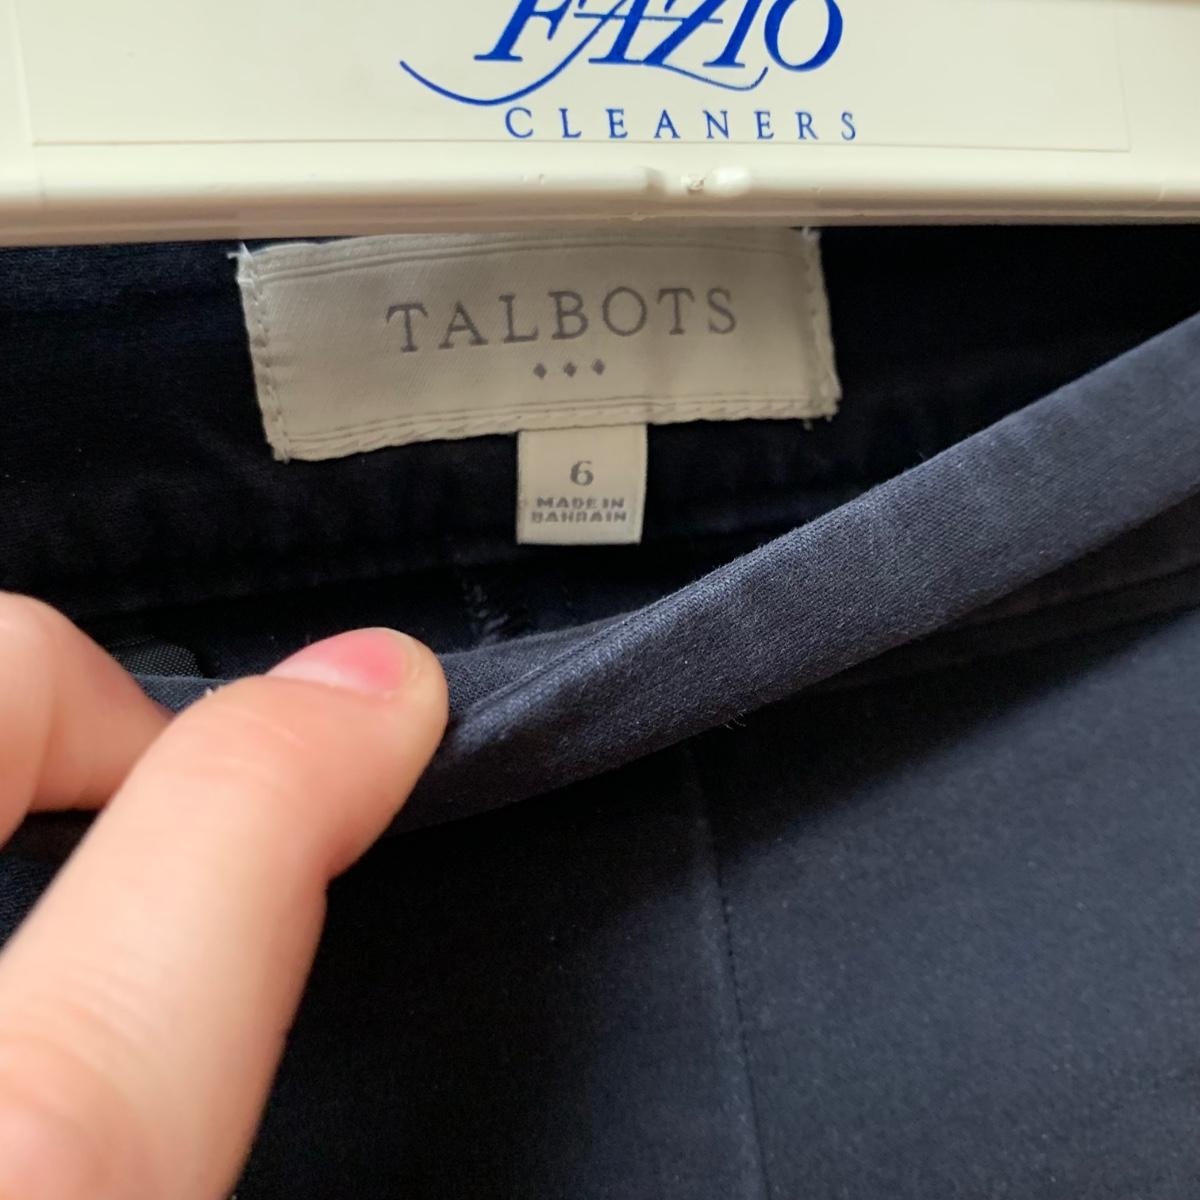 FAZIO
CLEANERS
TALBOTS
6
MADE IN
BAHRAIN